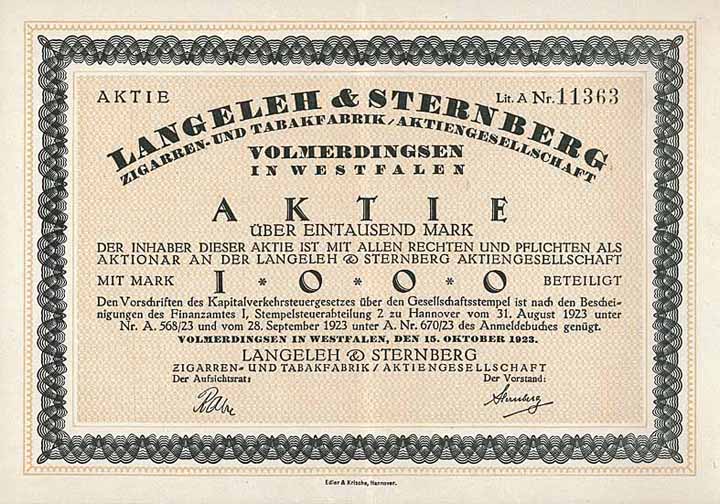 AKTIE Lit. A Nr. 11363
LANGELEH & STERNBERG
ZIGARREN- UND TABAKFABRIK / AKTIENGESELLSCHAFT
VOLMERDINGSEN
IN WESTFALEN
AKTIE
ÜBER EINTAUSEND MARK
DER INHABER DIESER AKTIE IST MIT ALLEN RECHTEN UND PFLICHTEN ALS
AKTIONAR AN DER LANGELEH & STERNBERG AKTIENGESELLSCHAFT
MIT MARK 1*0*0*0 BETEILIGT
Den Vorschriften des Kapitalverkehrsteuergesetzes über den Gesellschaftsstempel ist nach den Beschei-
nigungen des Finanzamtes I, Stempelsteuerabteilung 2 zu Hannover vom 31. August 1923 unter
Nr. A. 568/23 und vom 28. September 1923 unter A. Nr. 670/23 des Anmeldebuches genügt.
VOLMERDINGSEN IN WESTFALEN, DEN 15. OKTOBER 1923.
LANGELEH & STERNBERG
ZIGARREN- UND TABAKFABRIK / AKTIENGESELLSCHAFT
Der Aufsichtsrat: Der Vorstand:
Sternberg
Edler & Krische, Hannover.